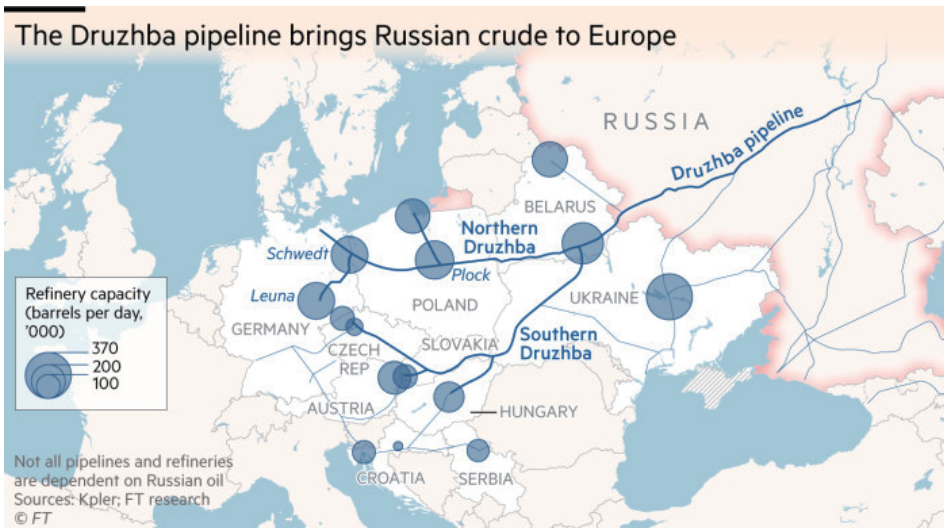 The Druzhba pipeline brings Russian crude to Europe
RUSSIA
Druzhba pipeline
BELARUS
Northern
Druzhba
Schwedt
Plock
Leuna
POLAND
UKRAINE
GERMANY
Southern
Druzhba
SLOVAKIA
CZECH
REP
AUSTRIA
HUNGARY
CROATIA
SERBIA
Refinery capacity
(barrels per day,
'000)
370
200
100
Not all pipelines and refineries
are dependent on Russian oil
Sources: Kpler; FT research
© FT